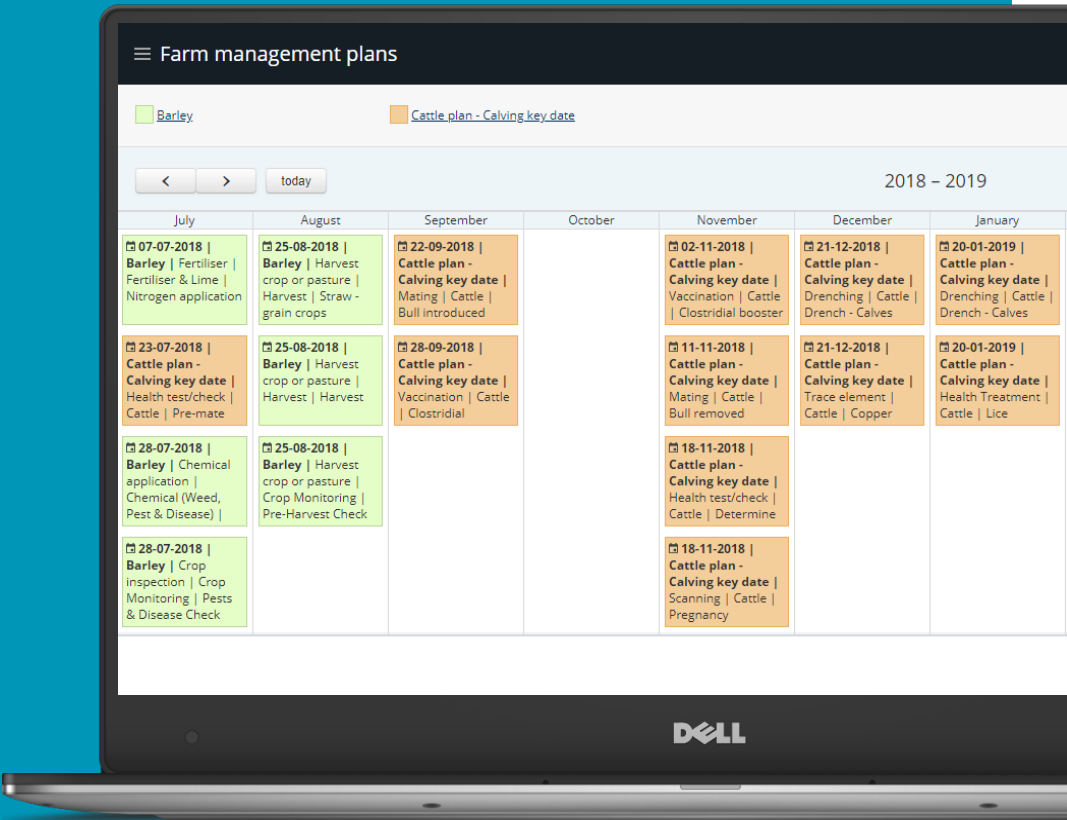 Farm management plans
Barley
Cattle plan - Calving key date
today
2018 – 2019
July
August
September
October
November
December
January
07-07-2018 |
Barley | Fertiliser |
Fertiliser & Lime |
Nitrogen application
23-07-2018 |
Cattle plan -
Calving key date |
Health test/check |
Cattle | Pre-mate
28-07-2018 |
Barley | Chemical
application |
Chemical (Weed,
Pest & Disease) |
28-07-2018 |
Barley | Crop
inspection | Crop
Monitoring | Pests
& Disease Check
25-08-2018 |
Barley | Harvest
crop or pasture |
Harvest | Straw -
grain crops
25-08-2018 |
Barley | Harvest
crop or pasture |
Harvest | Harvest
25-08-2018 |
Barley | Harvest
crop or pasture |
Crop Monitoring |
Pre-Harvest Check
22-09-2018 |
Cattle plan -
Calving key date |
Mating | Cattle |
Bull introduced
28-09-2018 |
Cattle plan -
Calving key date |
Vaccination | Cattle
| Clostridial
02-11-2018 |
Cattle plan -
Calving key date |
Vaccination | Cattle
| Clostridial booster
11-11-2018 |
Cattle plan -
Calving key date |
Mating | Cattle |
Bull removed
18-11-2018 |
Cattle plan -
Calving key date |
Health test/check |
Cattle | Determine
18-11-2018 |
Cattle plan -
Calving key date |
Scanning | Cattle |
Pregnancy
21-12-2018 |
Cattle plan -
Calving key date |
Drenching | Cattle |
Drench - Calves
21-12-2018 |
Cattle plan -
Calving key date |
Trace element |
Cattle | Copper
20-01-2019 |
Cattle plan -
Calving key date |
Drenching | Cattle |
Drench - Calves
20-01-2019 |
Cattle plan -
Calving key date |
Health Treatment |
Cattle | Lice
DELL